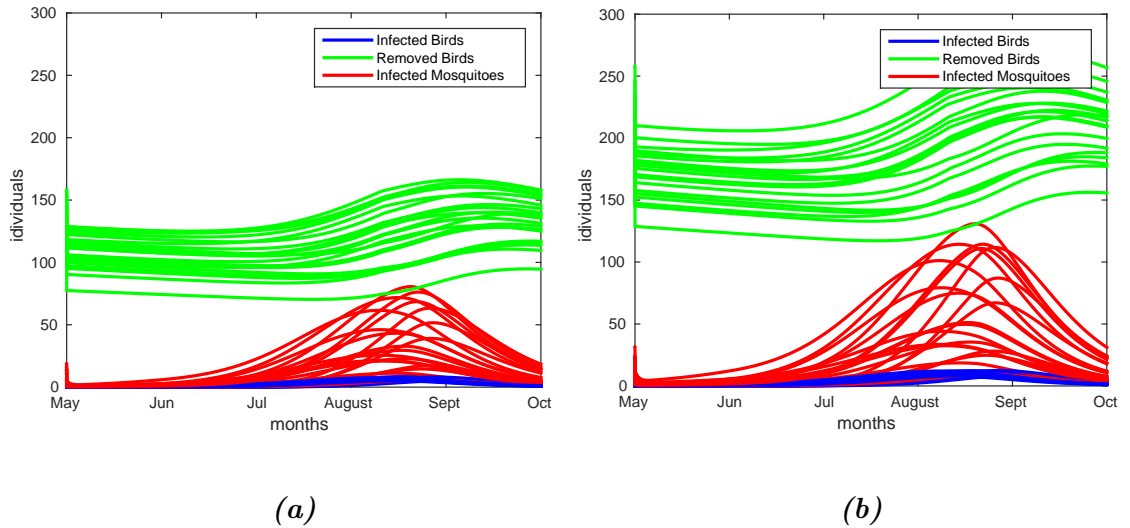 300
250
200
150
100
50
0
idividuals
May
Jun
Jul
August
Sept
Oct
months
Infected Birds
Removed Birds
Infected Mosquitoes
(a)
300
250
200
150
100
50
0
idividuals
May
Jun
Jul
August
Sept
Oct
months
Infected Birds
Removed Birds
Infected Mosquitoes
(b)